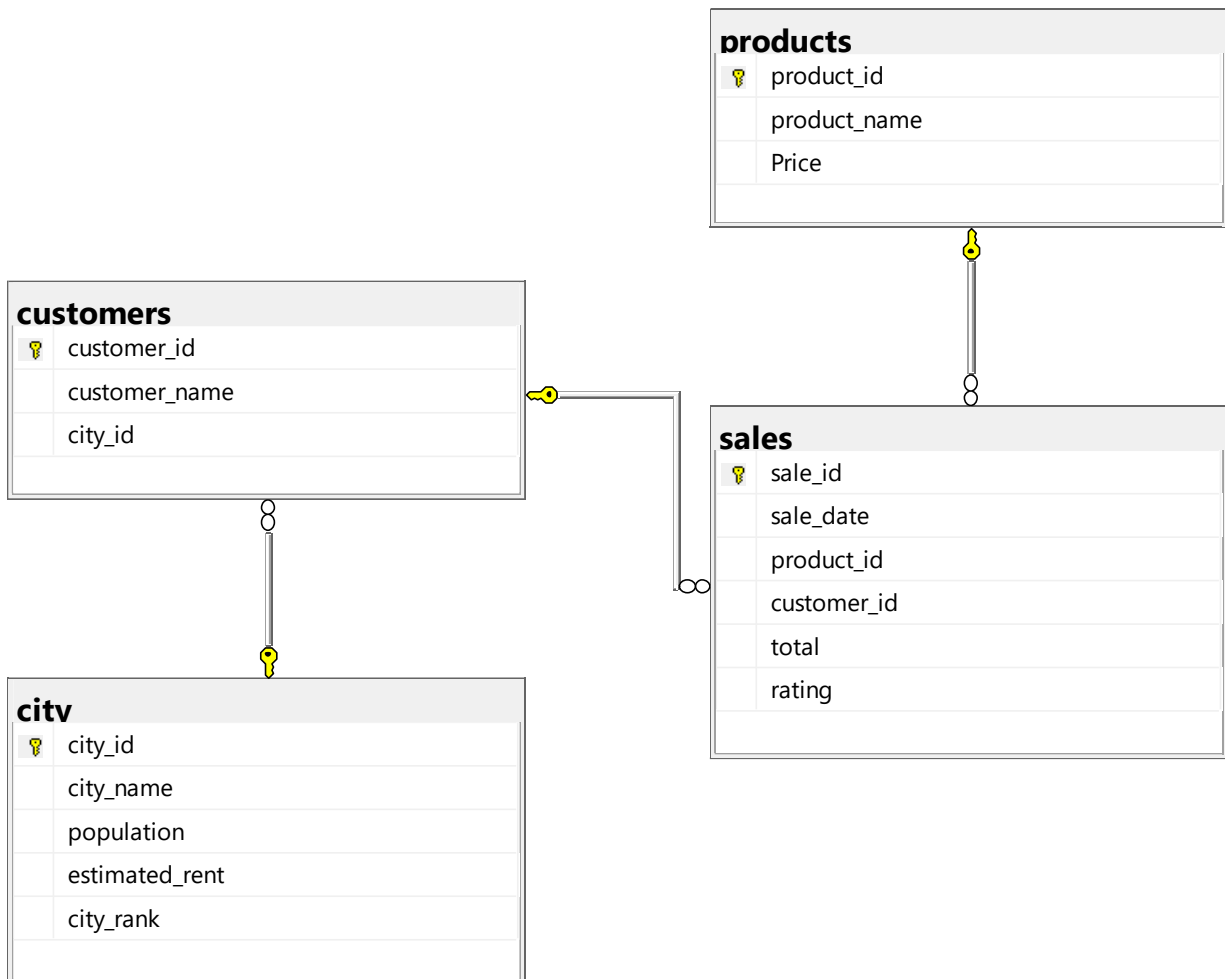 products
product_id
product_name
Price
customers
customer_id
customer_name
city_id
sales
sale_id
sale_date
product_id
customer_id
total
rating
city
city_id
city_name
population
estimated_rent
city_rank